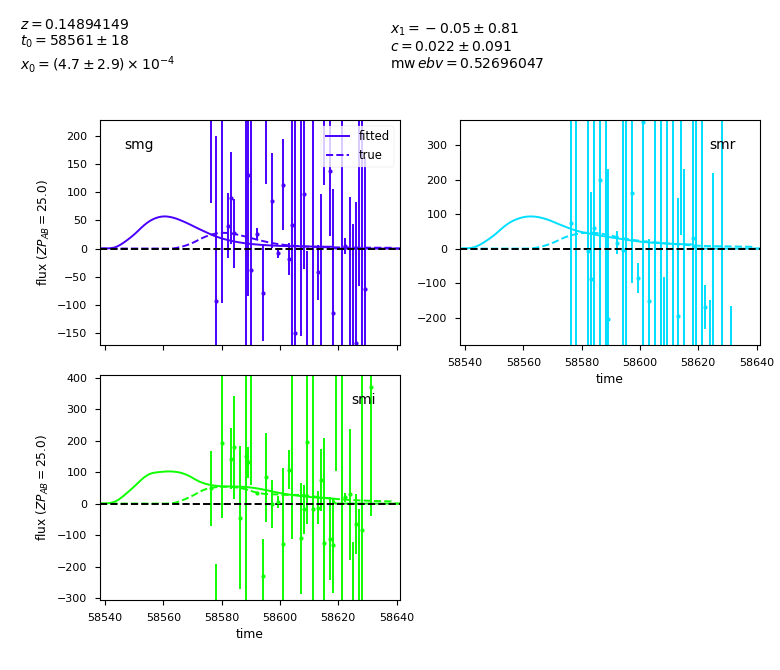 z = 0.14894149
t₀ = 58561 ± 18
x₀ = (4.7 ± 2.9) × 10⁻⁴
x₁ = −0.05 ± 0.81
c = 0.022 ± 0.091
mw ebv = 0.52696047
smg
fitted
true
flux (ZP_AB = 25.0)
200
150
100
50
0
−50
−100
−150
smr
300
200
100
0
−100
−200
58540 58560 58580 58600 58620 58640
time
smi
flux (ZP_AB = 25.0)
400
300
200
100
0
−100
−200
−300
58540 58560 58580 58600 58620 58640
time